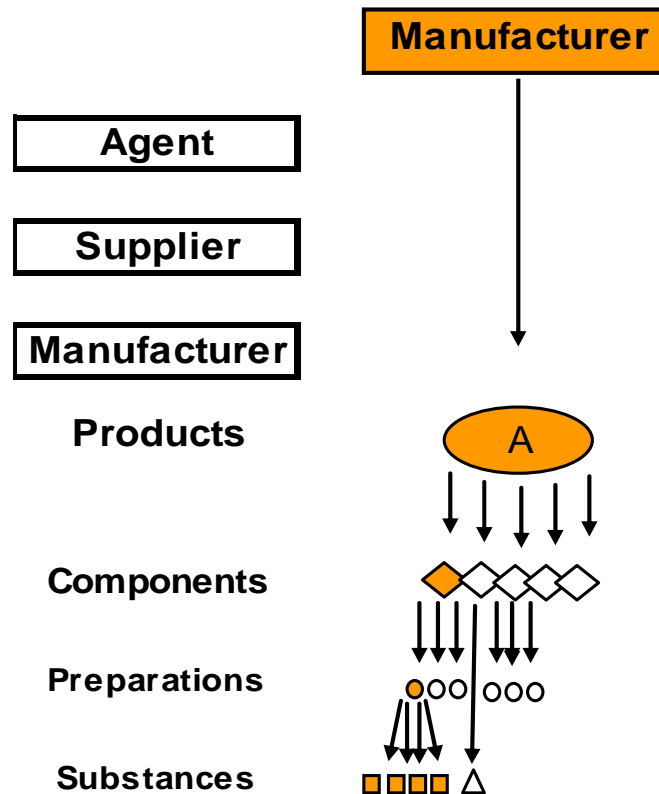 Manufacturer
Agent
Supplier
Manufacturer
Products
A
Components
Preparations
Substances